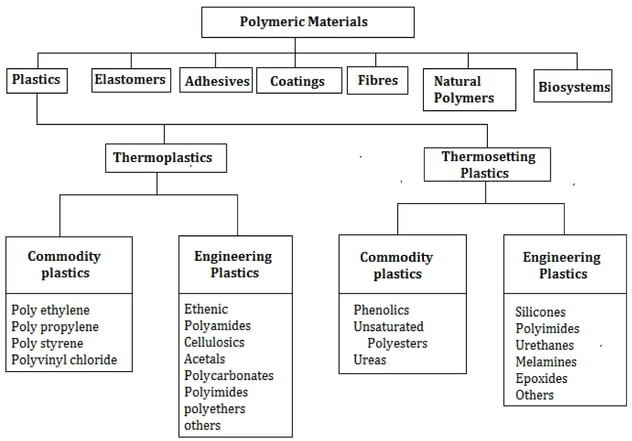 Polymeric Materials
Plastics
Elastomers
Adhesives
Coatings
Fibres
Natural
Polymers
Biosystems
Thermoplastics
Thermosetting
Plastics
Commodity
plastics
Poly ethylene
Poly propylene
Poly styrene
Polyvinyl chloride
Engineering
Plastics
Ethenic
Polyamides
Cellulosics
Acetals
Polycarbonates
Polyimides
polyethers
others
Commodity
plastics
Phenolics
Unsaturated
Polyesters
Ureas
Engineering
Plastics
Silicones
Polyimides
Urethanes
Melamines
Epoxides
Others